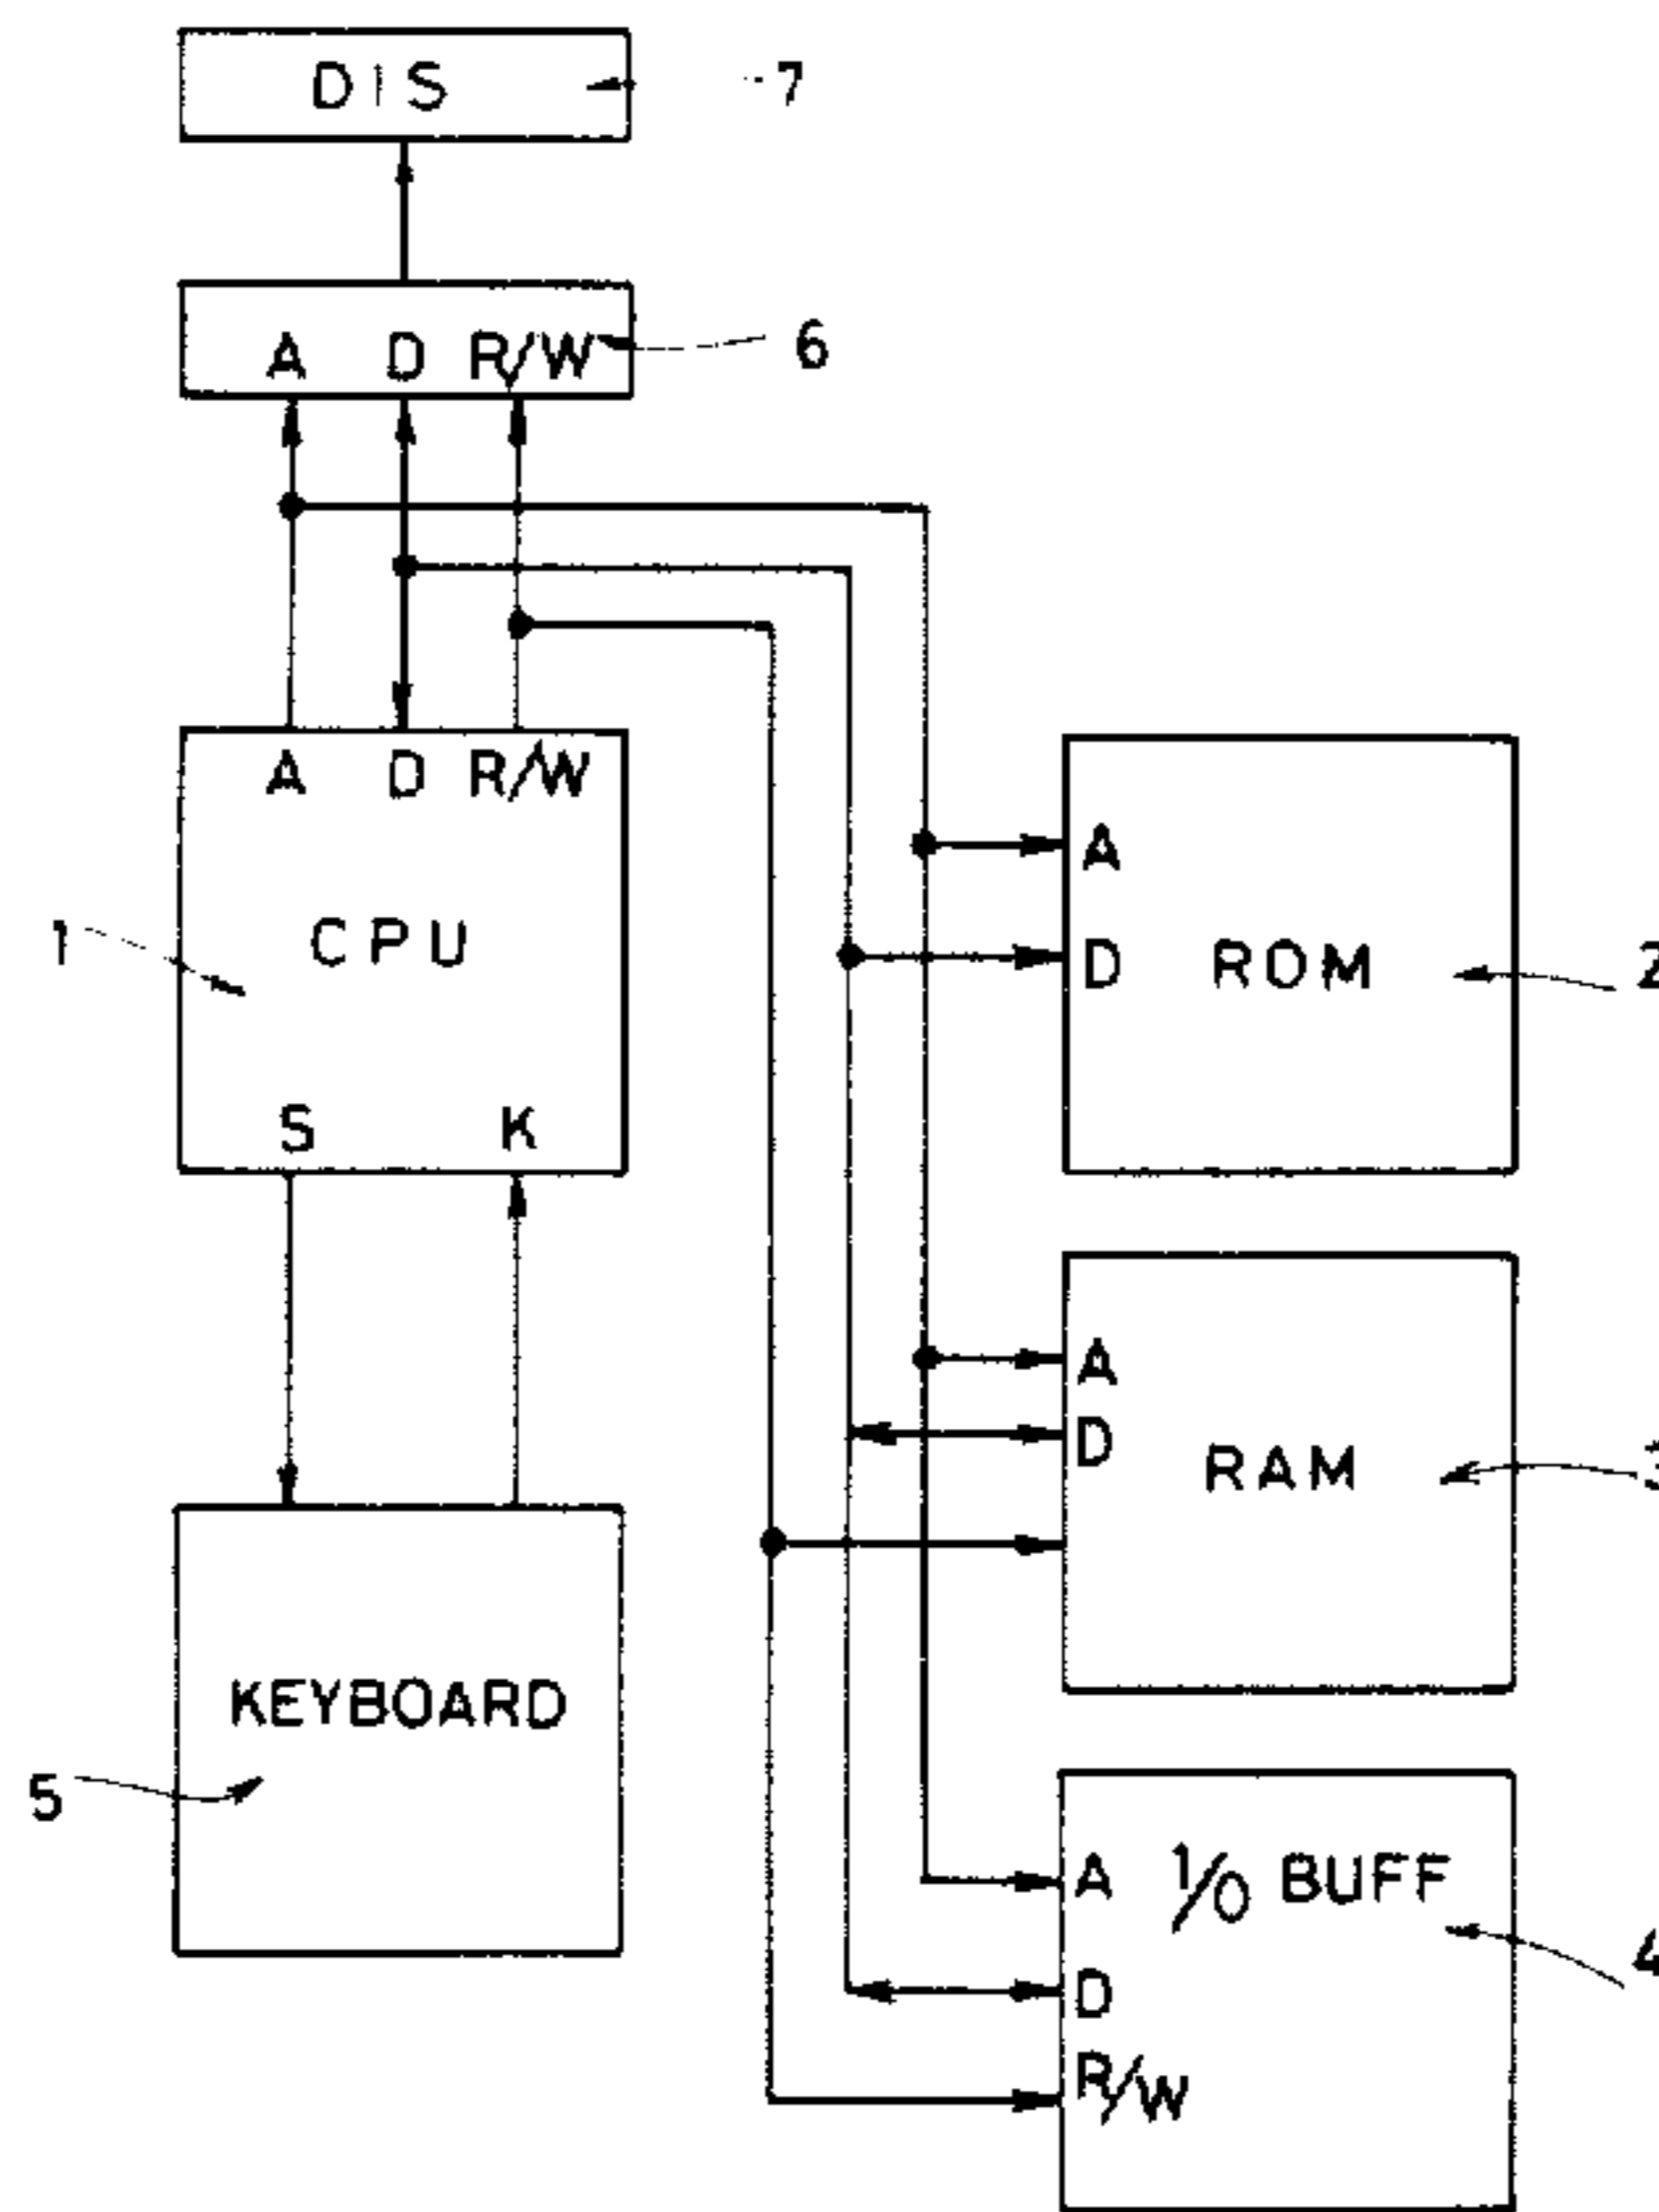 DIS
7
A D R/W
6
A D R/W
1
CPU
S K
A
D
ROM
2
A
D
RAM
3
KEYBOARD
5
A
I/O BUFF
4
D
R/W